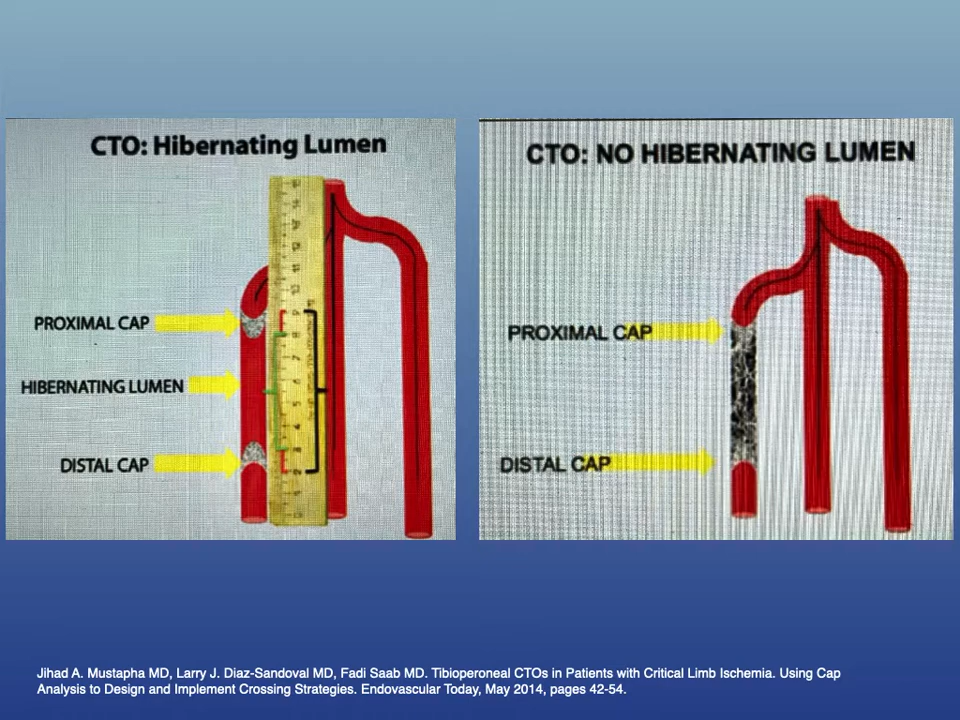 CTO: Hibernating Lumen
PROXIMAL CAP
HIBERNATING LUMEN
DISTAL CAP
CTO: NO HIBERNATING LUMEN
PROXIMAL CAP
DISTAL CAP
Jihad A. Mustapha MD, Larry J. Diaz-Sandoval MD, Fadi Saab MD. Tibioperoneal CTOs in Patients with Critical Limb Ischemia. Using Cap
Analysis to Design and Implement Crossing Strategies. Endovascular Today, May 2014, pages 42-54.